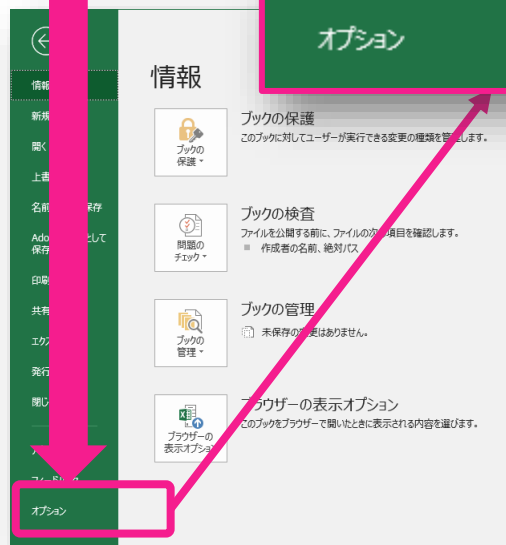 オプション
情報
情報
新規
開く
上書
名前 保存
Ado として
保存
印刷
共有
エクス
発行
閉じ
オプション
ブックの
保護
ブックの保護
このブックに対してユーザーが実行できる変更の種類を管理します。
問題の
チェック
ブックの検査
ファイルを公開する前に、ファイルの次の項目を確認します。
作成者の名前、絶対パス
ブックの
管理
ブックの管理
未保存の変更はありません。
ブラウザーの
表示オプション
ブラウザーの表示オプション
このブックをブラウザーで開いたときに表示される内容を選びます。